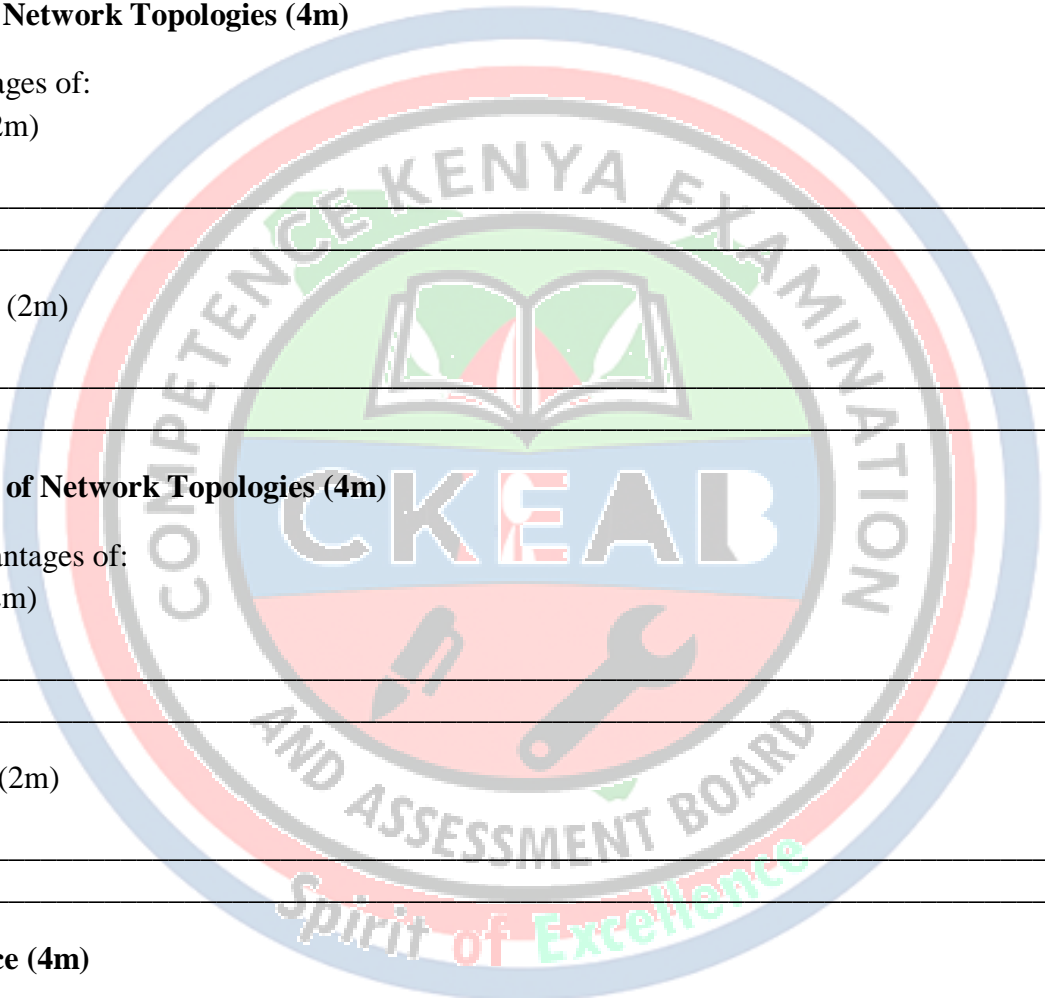 Network Topologies (4m)
ages of:
2m)
(2m)
of Network Topologies (4m)
antages of:
m)
(2m)
ce (4m)
COMPETENCE KENYA EXAMINATION
CKEAB
AND ASSESSMENT BOARD
Spirit of Excellence